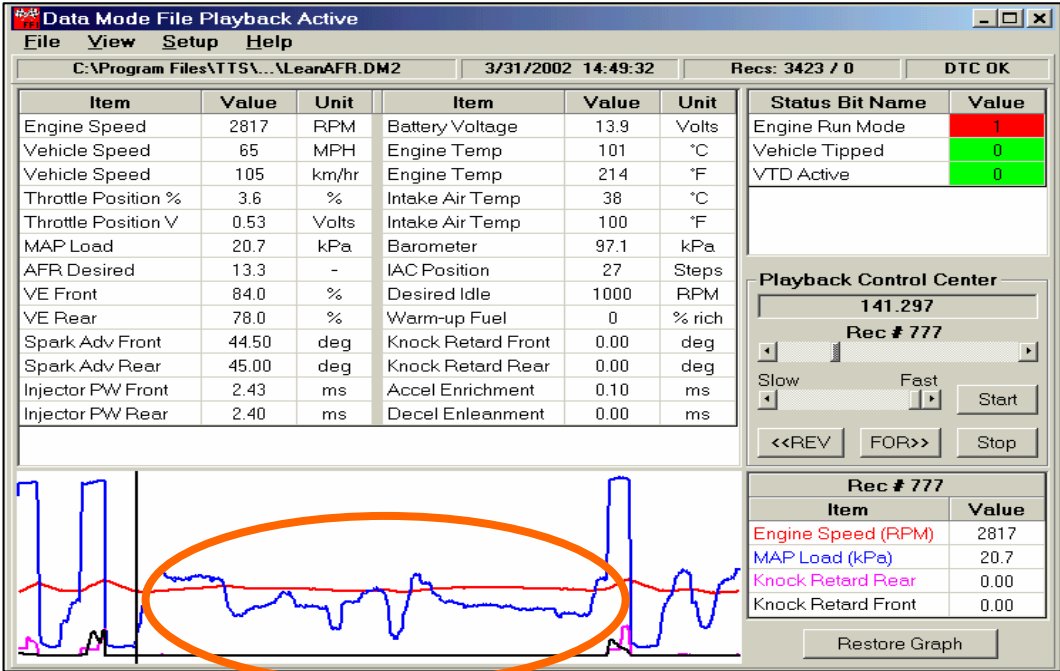 Data Mode File Playback Active
File View Setup Help
C:\Program Files\TTS\...\LeanAFR.DM2 3/31/2002 14:49:32 Recs: 3423 / 0 DTC OK
Item Value Unit Item Value Unit
Engine Speed 2817 RPM Battery Voltage 13.9 Volts
Vehicle Speed 65 MPH Engine Temp 101 °C
Vehicle Speed 105 km/hr Engine Temp 214 °F
Throttle Position % 3.6 % Intake Air Temp 38 °C
Throttle Position V 0.53 Volts Intake Air Temp 100 °F
MAP Load 20.7 kPa Barometer 97.1 kPa
AFR Desired 13.3 - IAC Position 27 Steps
VE Front 84.0 % Desired Idle 1000 RPM
VE Rear 78.0 % Warm-up Fuel 0 % rich
Spark Adv Front 44.50 deg Knock Retard Front 0.00 deg
Spark Adv Rear 45.00 deg Knock Retard Rear 0.00 deg
Injector PW Front 2.43 ms Accel Enrichment 0.10 ms
Injector PW Rear 2.40 ms Decel Enleanment 0.00 ms
Status Bit Name Value
Engine Run Mode 1
Vehicle Tipped 0
VTD Active 0
Playback Control Center
141.297
Rec # 777
Slow Fast
Start
<<REV FOR>> Stop
Rec # 777
Item Value
Engine Speed (RPM) 2817
MAP Load (kPa) 20.7
Knock Retard Rear 0.00
Knock Retard Front 0.00
Restore Graph